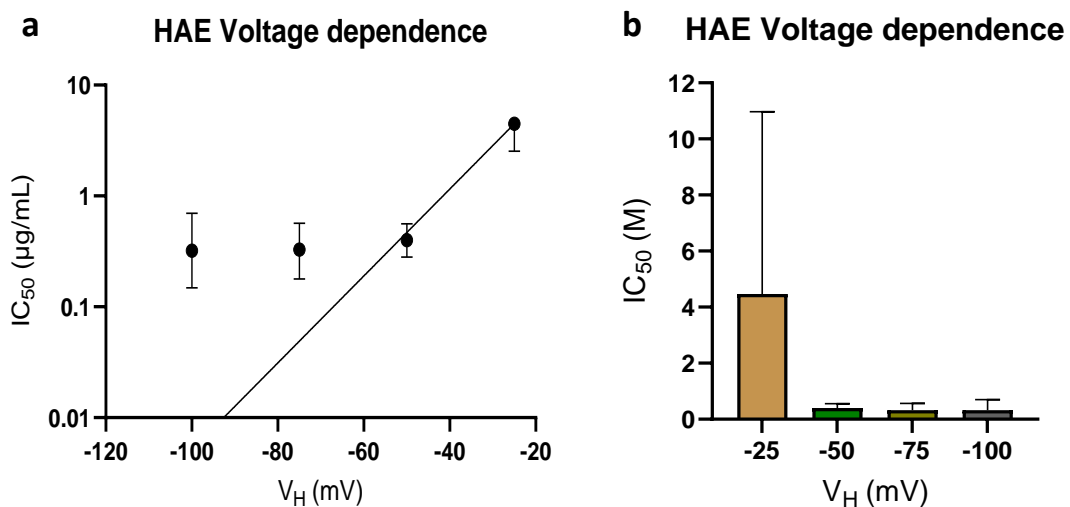 a
HAE Voltage dependence
10
1
0.1
0.01
IC50 (µg/mL)
-120 -100 -80 -60 -40 -20
VH (mV)
b
HAE Voltage dependence
12
10
8
6
4
2
0
IC50 (M)
-25 -50 -75 -100
VH (mV)